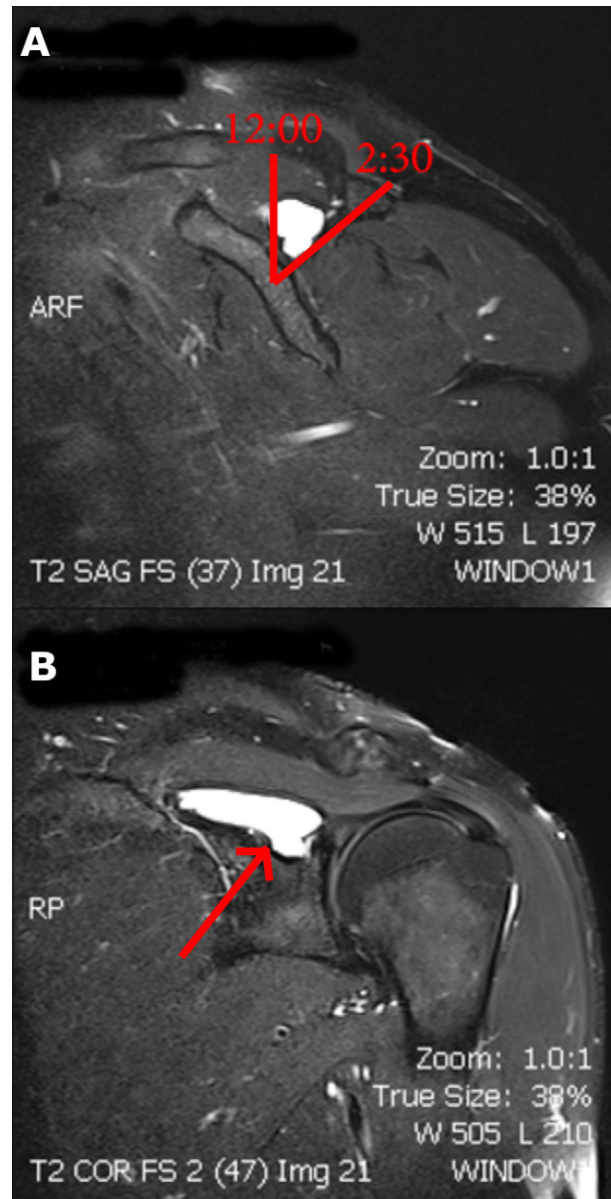 A
12:00
2:30
ARF
Zoom: 1.0:1
True Size: 38%
W 515 L 197
T2 SAG FS (37) Img 21 WINDOW1
B
RP
Zoom: 1.0:1
True Size: 38%
W 505 L 210
T2 COR FS 2 (47) Img 21 WINDOW1